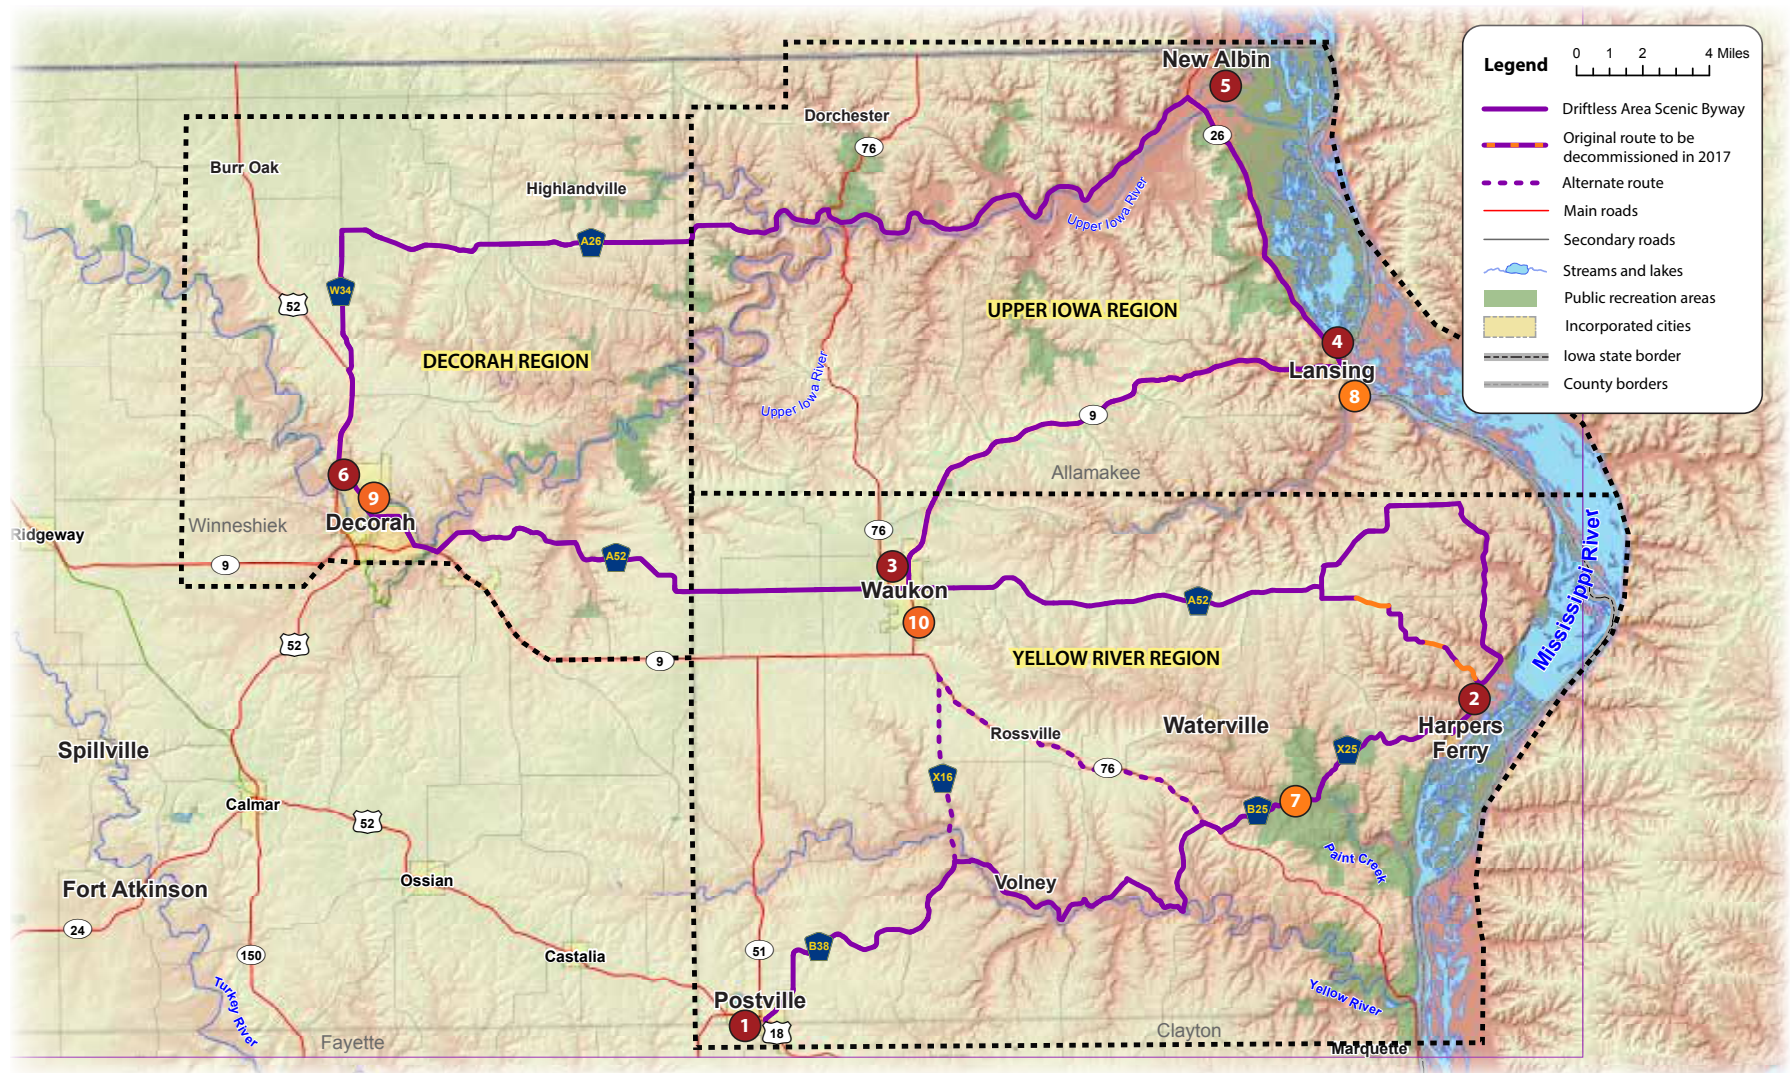 Legend
0 1 2 4 Miles
Driftless Area Scenic Byway
Original route to be
decommissioned in 2017
Alternate route
Main roads
Secondary roads
Streams and lakes
Public recreation areas
Incorporated cities
Iowa state border
County borders
New Albin
5
26
Dorchester
76
Burr Oak
Highlandville
A26
Upper Iowa River
W34
52
UPPER IOWA REGION
DECORAH REGION
4
Lansing
8
Upper Iowa River
9
Allamakee
6
9
Decorah
Winneshiek
Ridgeway
9
A52
76
3
Waukon
10
A52
Mississippi River
52
9
YELLOW RIVER REGION
2
Harpers
Ferry
Waterville
Rossville
X25
76
X16
Spillville
Calmar
52
B25
7
Paint Creek
Ossian
Fort Atkinson
Volney
24
150
Castalia
51
B38
Turkey River
Yellow River
Postville
1
18
Clayton
Fayette
Marquette